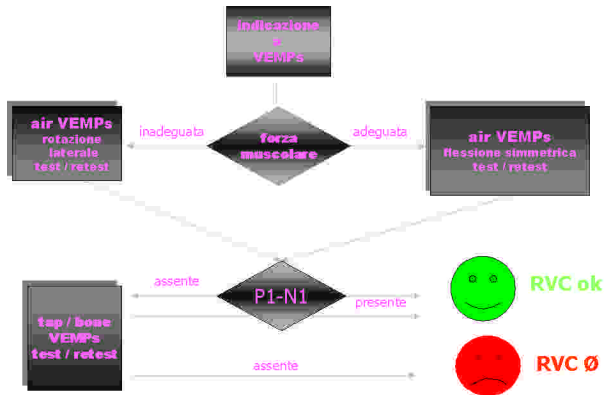 indicazione
a
VEMPs
air VEMPs
rotazione
laterale
test / retest
inadeguata
forza
muscolare
adeguata
air VEMPs
flessione simmetrica
test / retest
assente
P1-N1
presente
RVC ok
tap / bone
VEMPs
test / retest
assente
RVC Ø